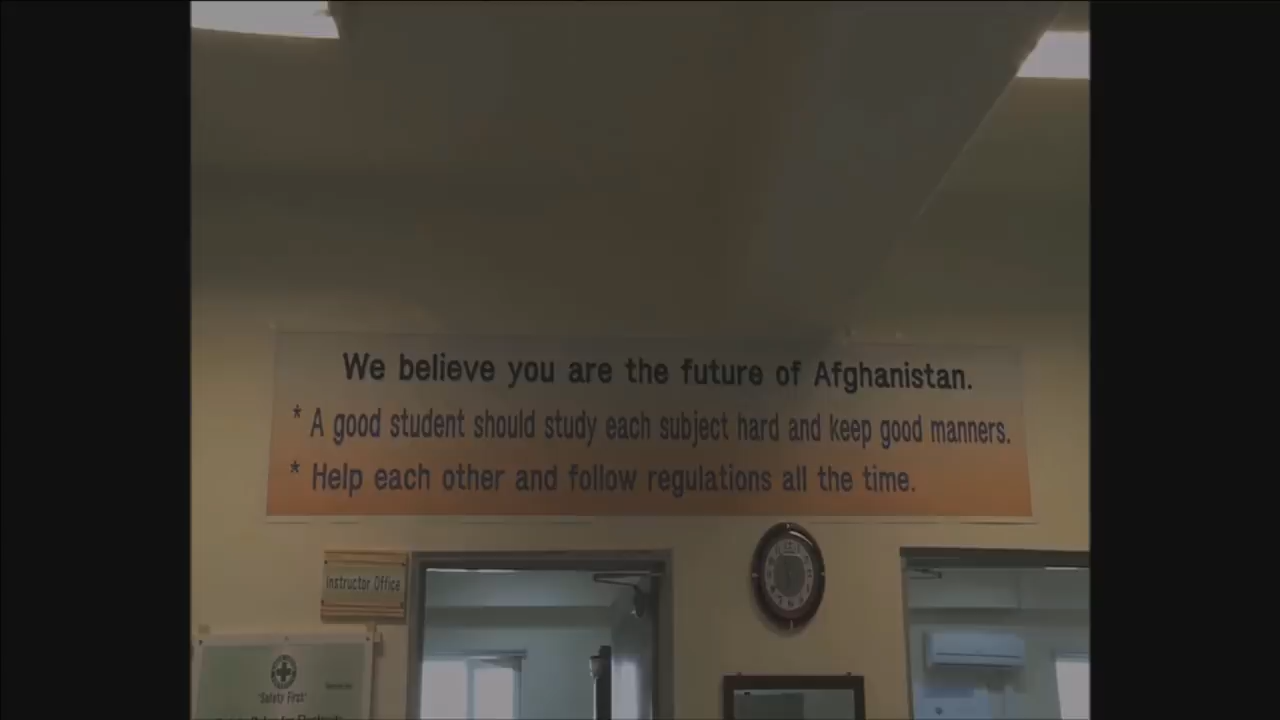 We believe you are the future of Afghanistan.
* A good student should study each subject hard and keep good manners.
* Help each other and follow regulations all the time.
Instructor Office
"Safety First"